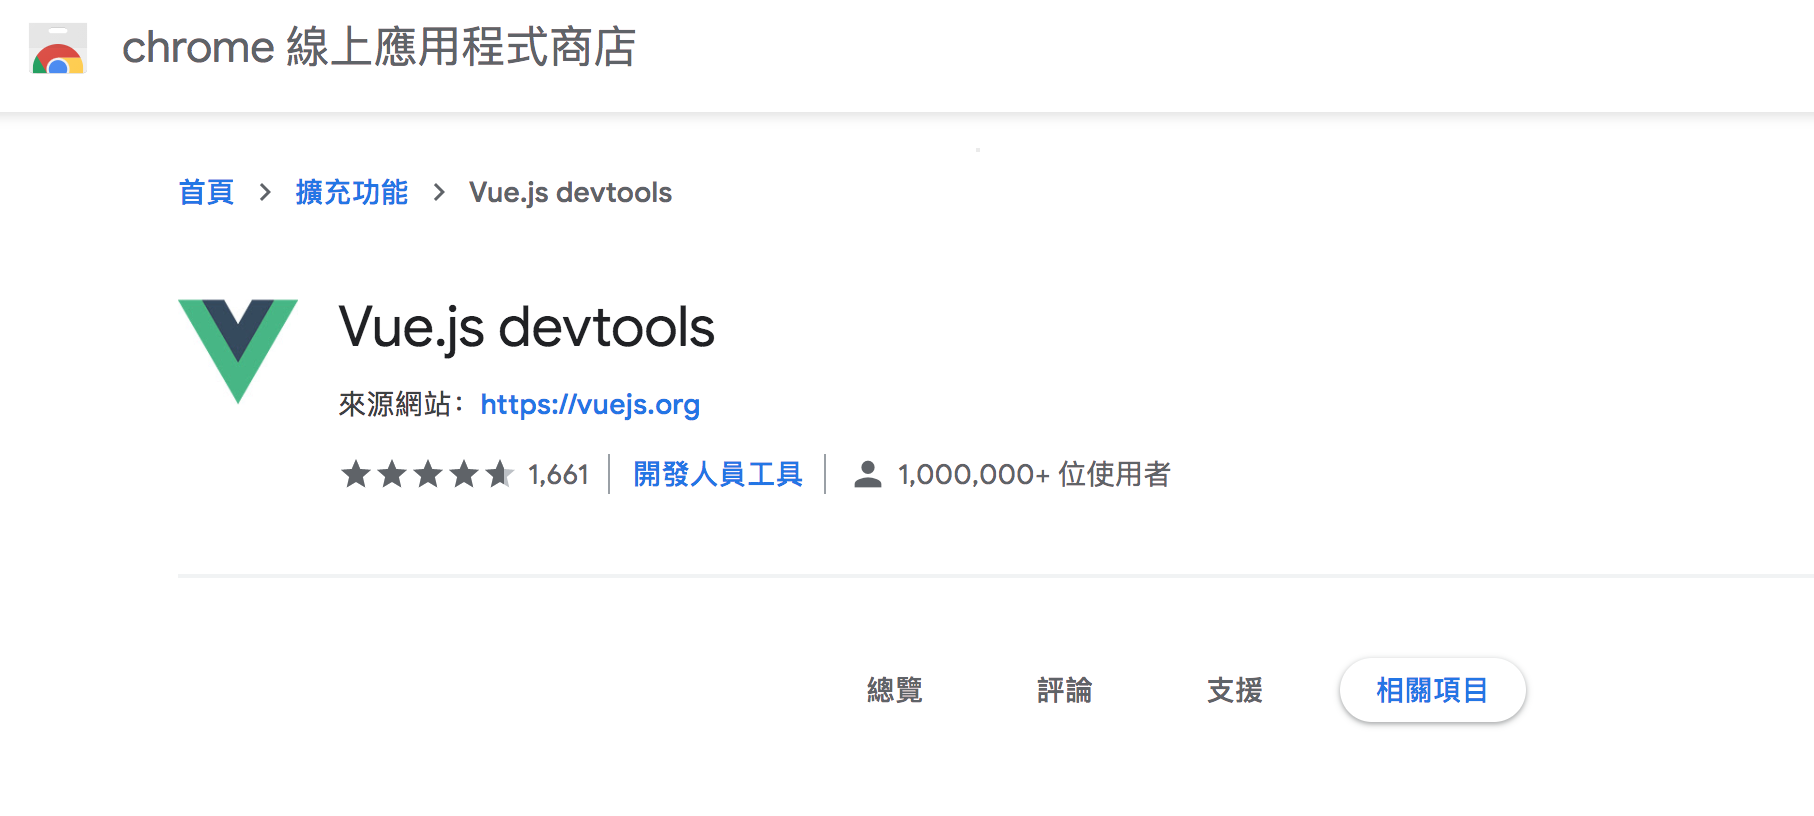 chrome 線上應用程式商店
首頁 > 擴充功能 > Vue.js devtools
Vue.js devtools
來源網站：https://vuejs.org
1,661 開發人員工具 1,000,000+ 位使用者
總覽 評論 支援 相關項目